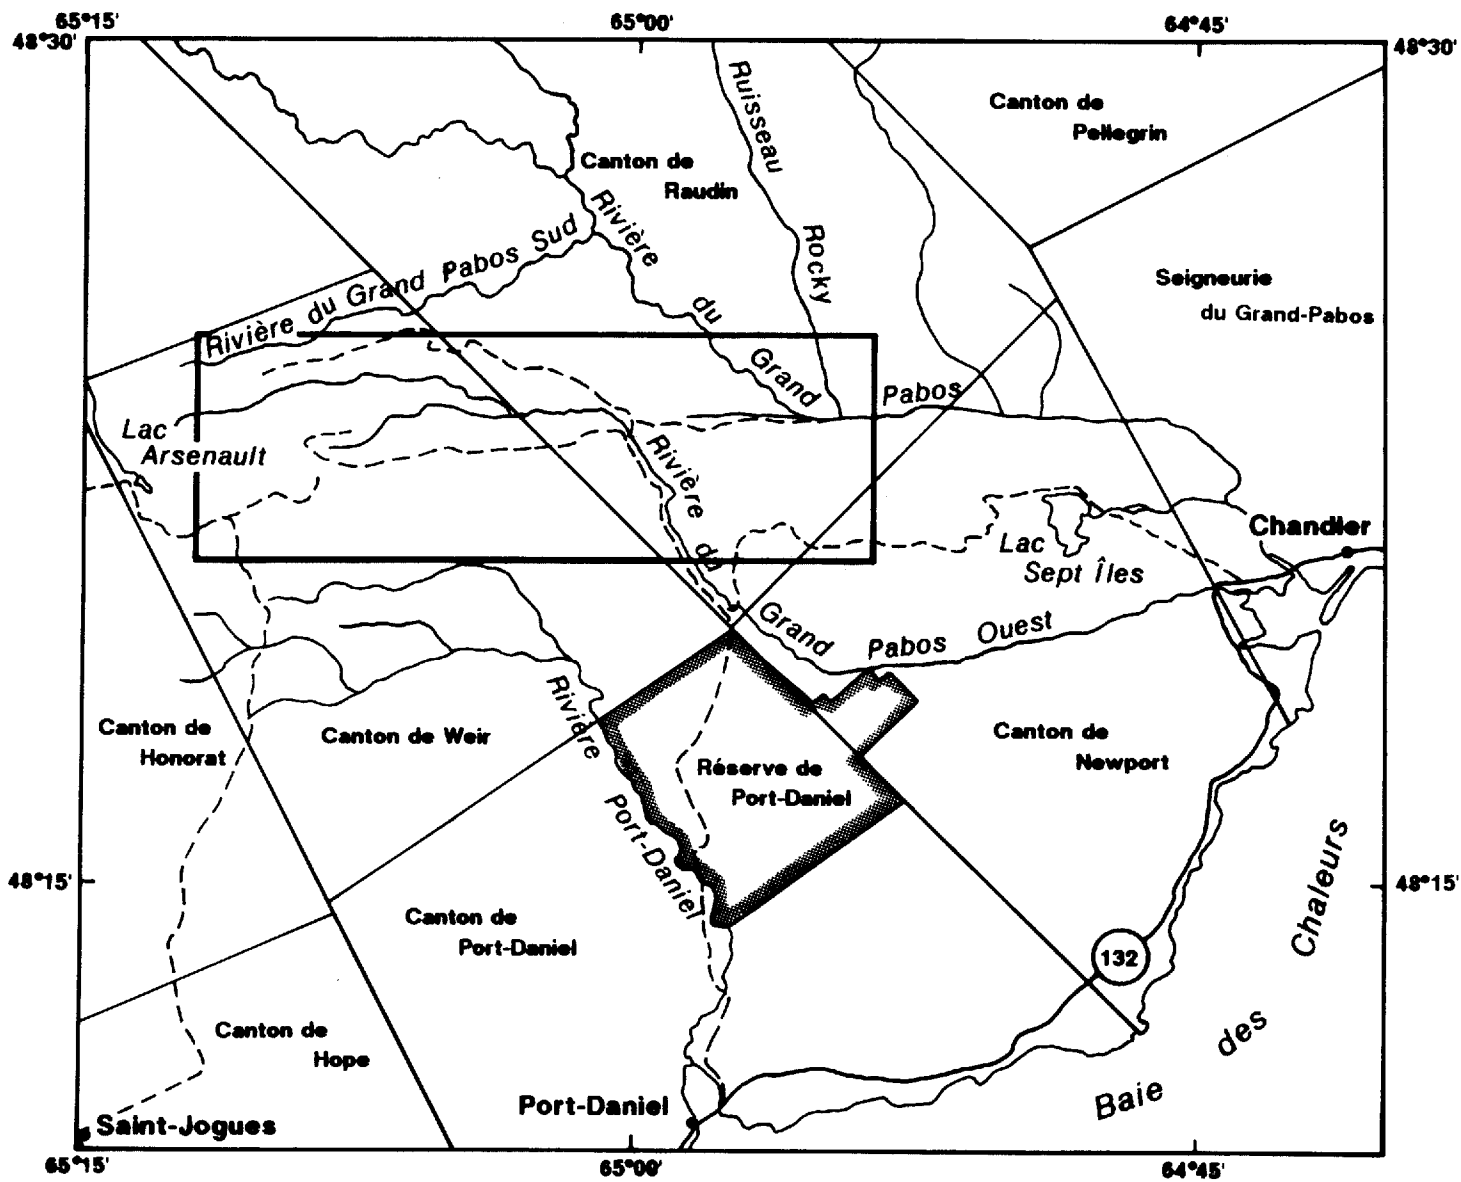 65°15'
65°00'
64°45'
48°30'
48°30'
Canton de
Pellegrin
Ruisseau
Rocky
Canton de
Raudin
Rivière
du
Grand
Pabos
Rivière du Grand Pabos Sud
Seigneurie
du Grand-Pabos
Lac
Arsenault
Rivière
du
Grand
Pabos
Ouest
Chandler
Lac
Sept Îles
Rivière
Port-Daniel
Canton de
Honorat
Canton de Weir
Réserve de
Port-Daniel
Canton de
Newport
48°15'
48°15'
Canton de
Port-Daniel
132
Canton de
Hope
Baie
des
Chaleurs
Port-Daniel
Saint-Jogues
65°15'
65°00'
64°45'